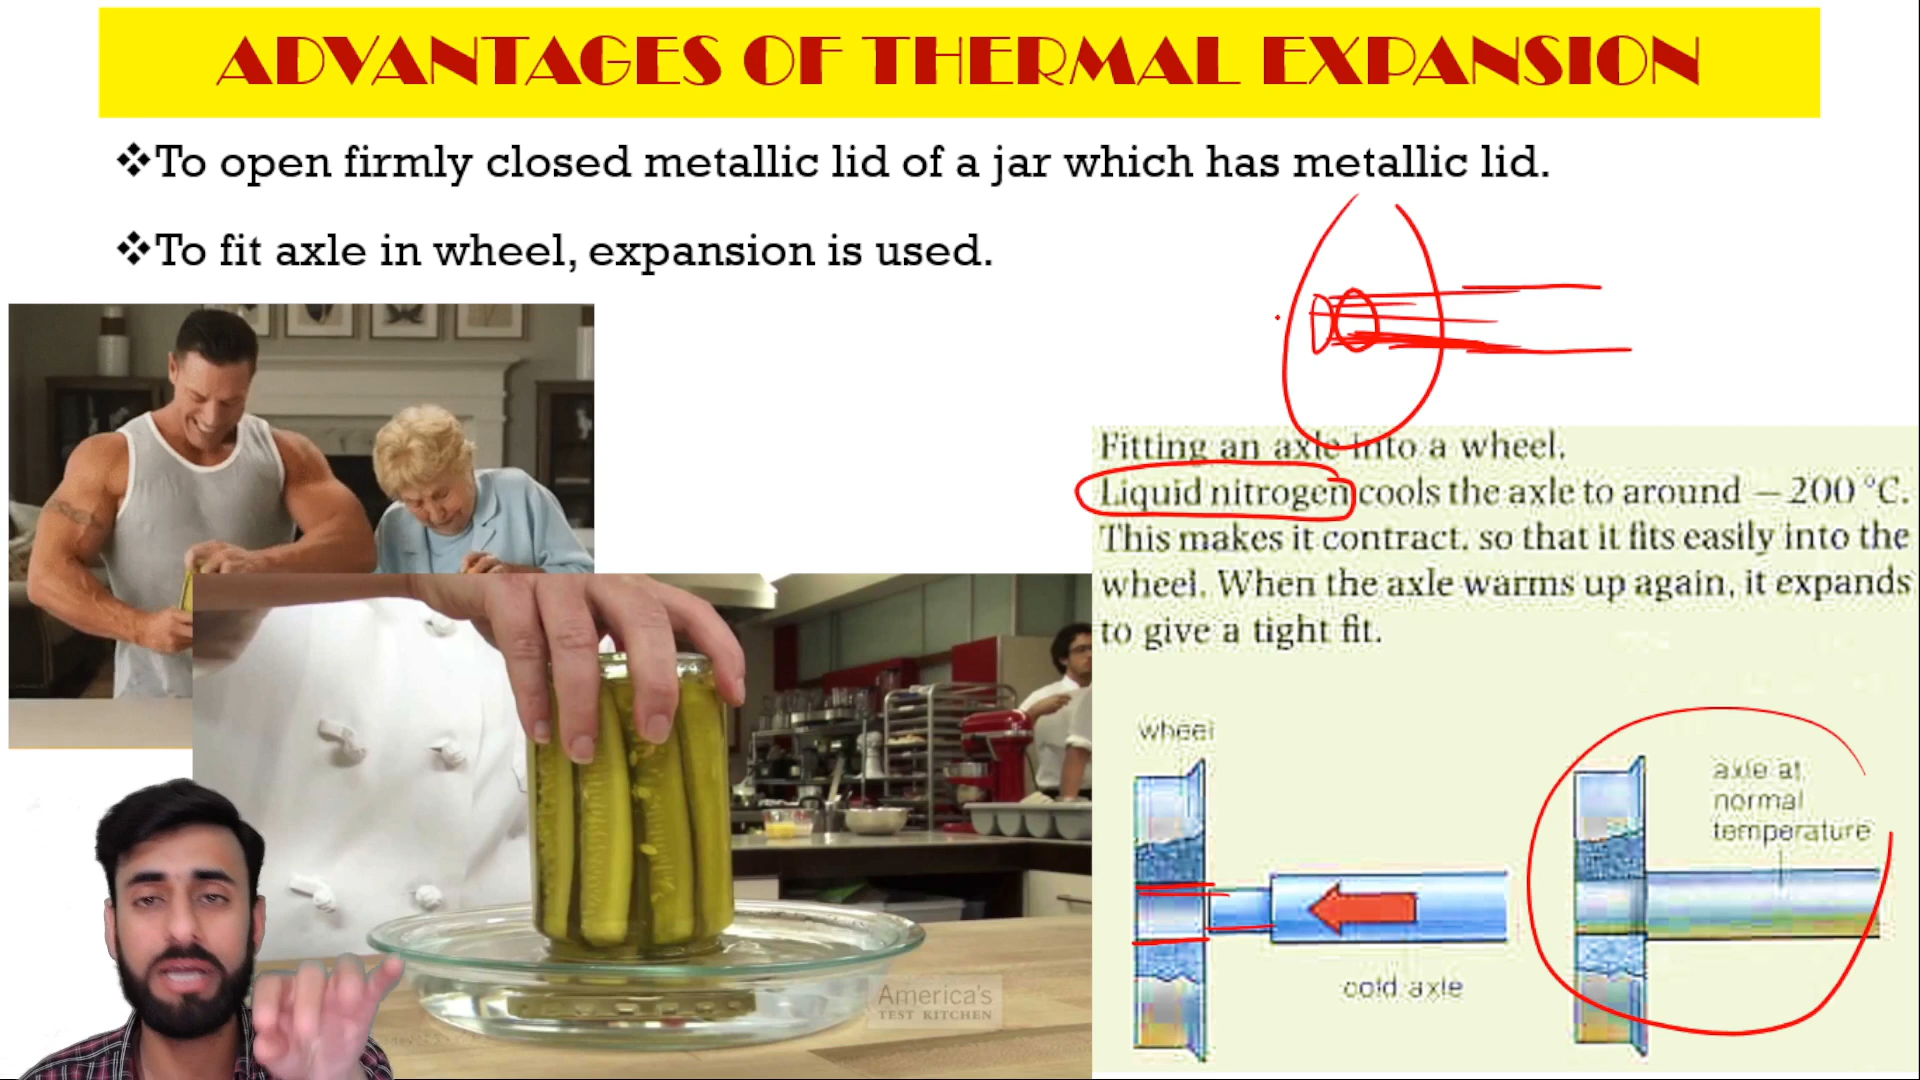 ADVANTAGES OF THERMAL EXPANSION
❖To open firmly closed metallic lid of a jar which has metallic lid.
❖To fit axle in wheel, expansion is used.
Fitting an axle into a wheel.
Liquid nitrogen cools the axle to around −200 °C.
This makes it contract, so that it fits easily into the
wheel. When the axle warms up again, it expands
to give a tight fit.
wheel
axle at
normal
temperature
cold axle
America's
TEST KITCHEN